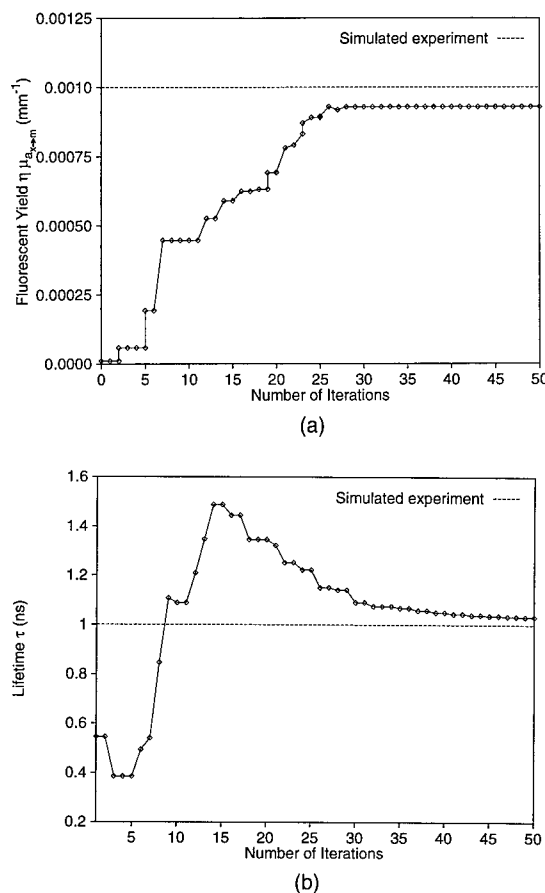 0.00125
Simulated experiment
0.0010
0.00075
0.00050
0.00025
0.0000
Fluorescent Yield η μ_{a_{x→m}} (mm⁻¹)
0 5 10 15 20 25 30 35 40 45 50
Number of Iterations
(a)
1.6
Simulated experiment
1.4
1.2
1
0.8
0.6
0.4
0.2
Lifetime τ (ns)
5 10 15 20 25 30 35 40 45 50
Number of Iterations
(b)